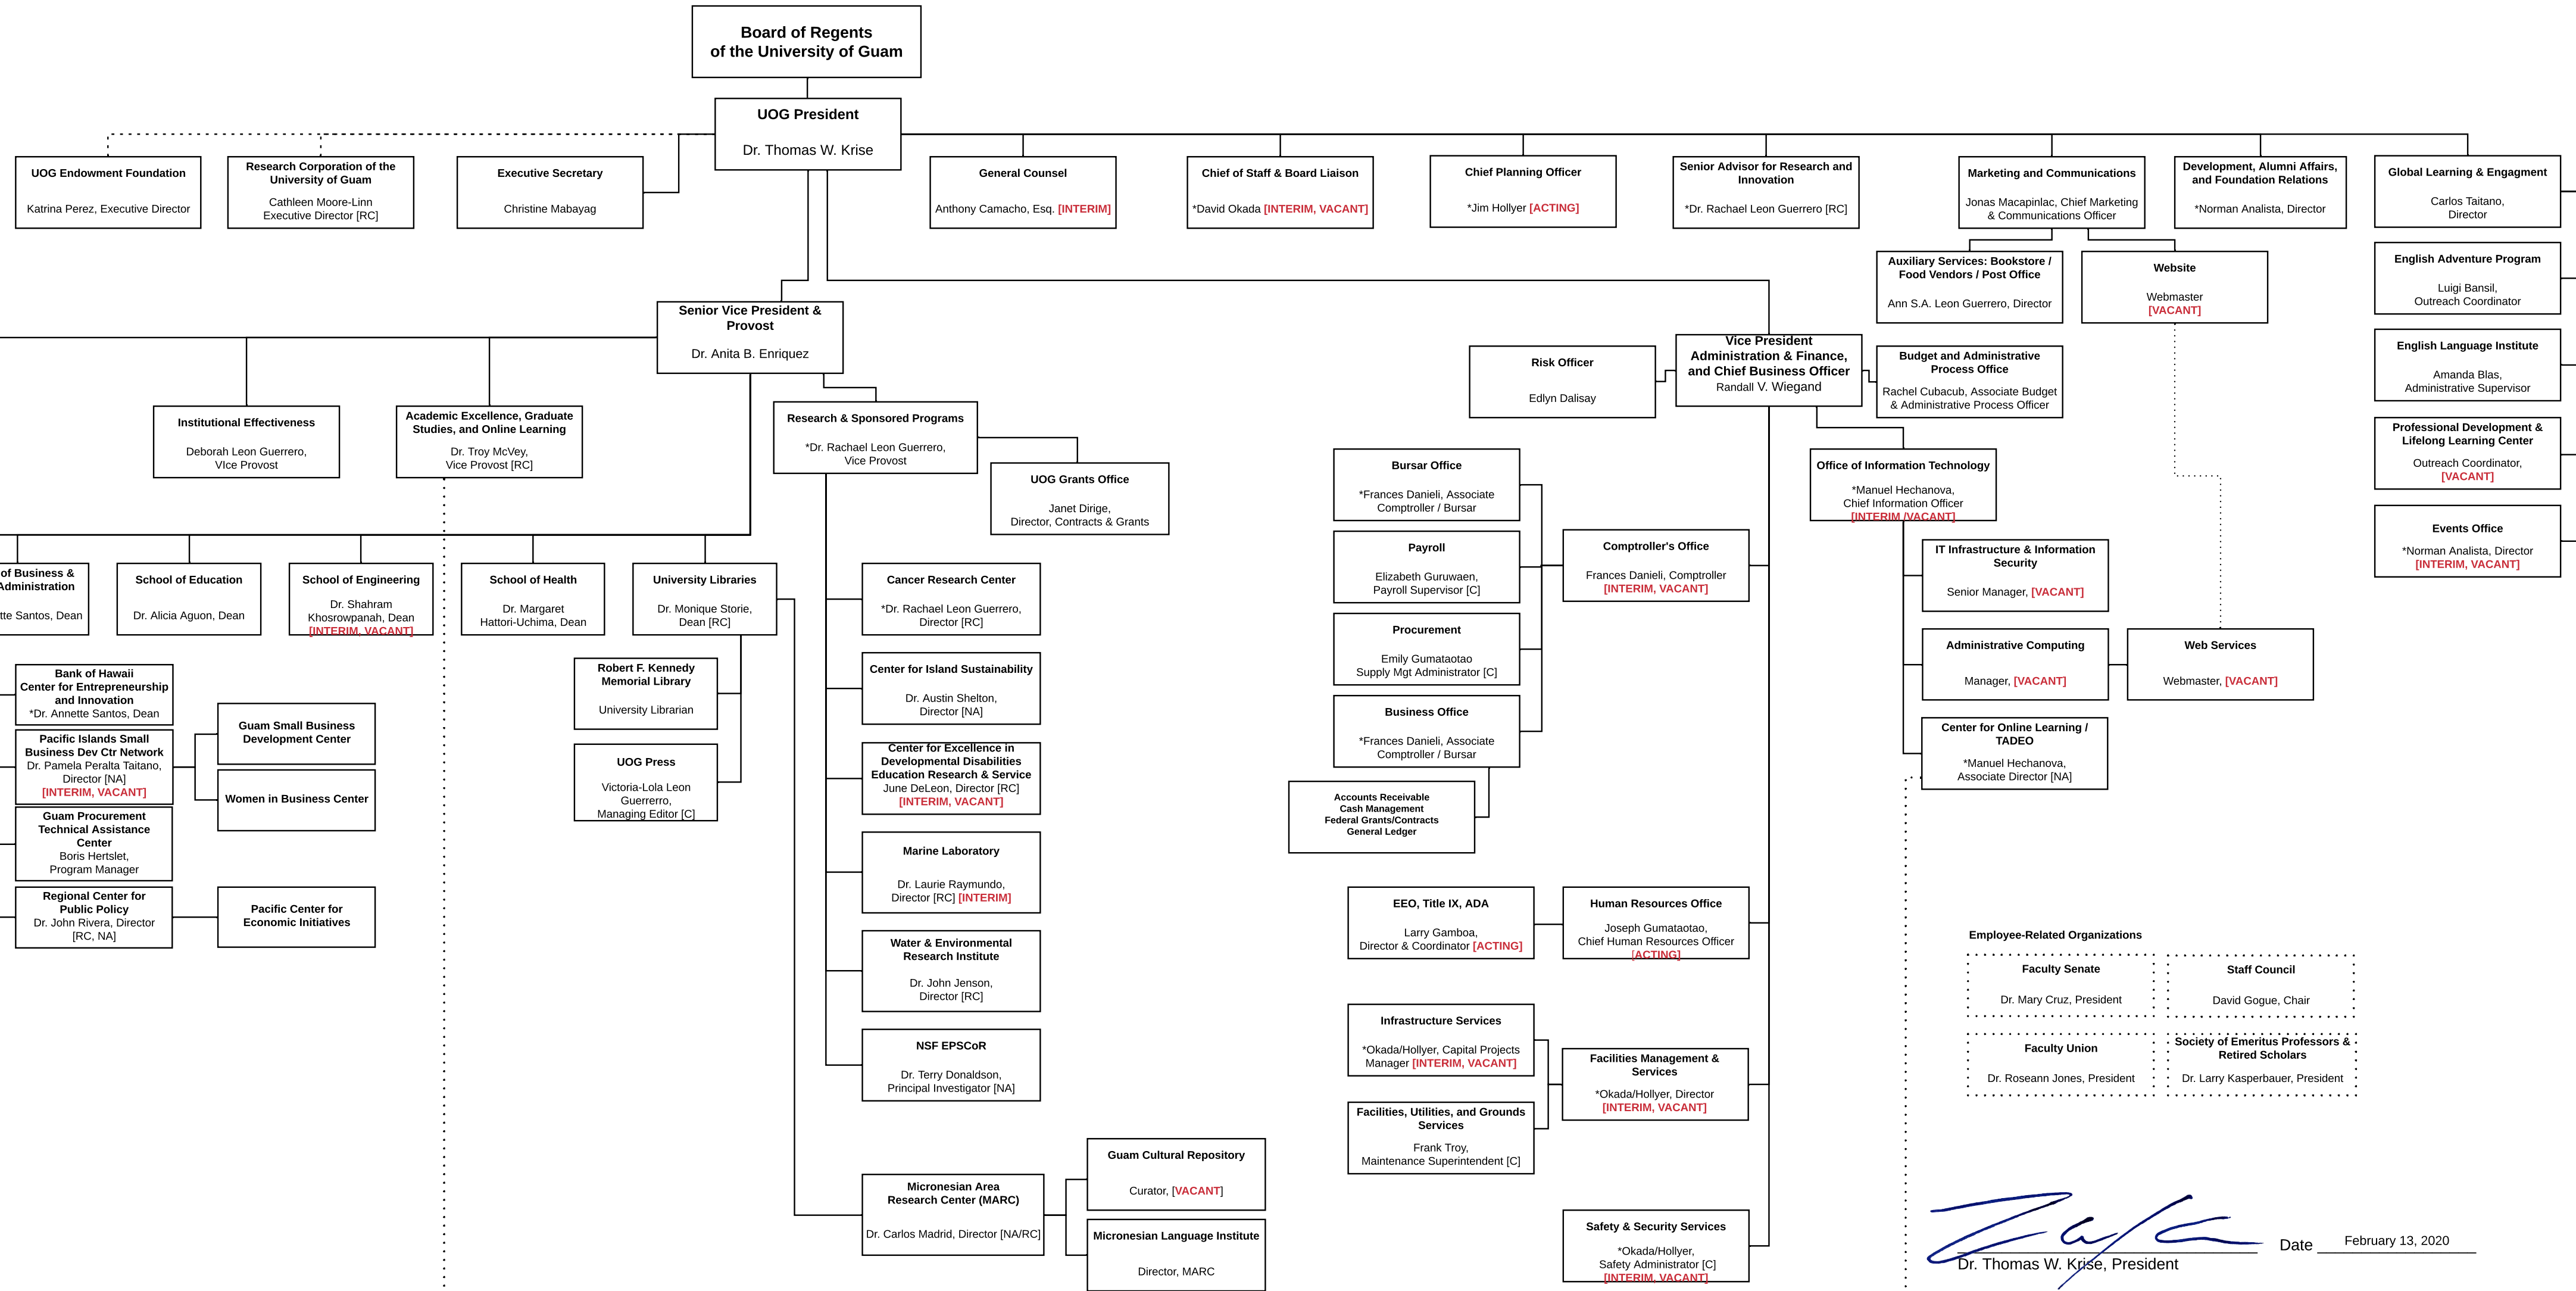 Board of Regents
of the University of Guam
UOG President
Dr. Thomas W. Krise
UOG Endowment Foundation
Katrina Perez, Executive Director
Research Corporation of the
University of Guam
Cathleen Moore-Linn
Executive Director [RC]
Executive Secretary
Christine Mabayag
General Counsel
Anthony Camacho, Esq. [INTERIM]
Chief of Staff & Board Liaison
*David Okada [INTERIM, VACANT]
Chief Planning Officer
*Jim Hollyer [ACTING]
Senior Advisor for Research and
Innovation
*Dr. Rachael Leon Guerrero [RC]
Marketing and Communications
Jonas Macapinlac, Chief Marketing
& Communications Officer
Development, Alumni Affairs,
and Foundation Relations
*Norman Analista, Director
Global Learning & Engagment
Carlos Taitano,
Director
Auxiliary Services: Bookstore /
Food Vendors / Post Office
Ann S.A. Leon Guerrero, Director
Website
Webmaster
[VACANT]
English Adventure Program
Luigi Bansil,
Outreach Coordinator
English Language Institute
Amanda Blas,
Administrative Supervisor
Professional Development &
Lifelong Learning Center
Outreach Coordinator,
[VACANT]
Events Office
*Norman Analista, Director
[INTERIM, VACANT]
Senior Vice President &
Provost
Dr. Anita B. Enriquez
Risk Officer
Edlyn Dalisay
Vice President
Administration & Finance,
and Chief Business Officer
Randall V. Wiegand
Budget and Administrative
Process Office
Rachel Cubacub, Associate Budget
& Administrative Process Officer
Institutional Effectiveness
Deborah Leon Guerrero,
VIce Provost
Academic Excellence, Graduate
Studies, and Online Learning
Dr. Troy McVey,
Vice Provost [RC]
Research & Sponsored Programs
*Dr. Rachael Leon Guerrero,
Vice Provost
UOG Grants Office
Janet Dirige,
Director, Contracts & Grants
Bursar Office
*Frances Danieli, Associate
Comptroller / Bursar
Payroll
Elizabeth Guruwaen,
Payroll Supervisor [C]
Procurement
Emily Gumataotao
Supply Mgt Administrator [C]
Business Office
*Frances Danieli, Associate
Comptroller / Bursar
Accounts Receivable
Cash Management
Federal Grants/Contracts
General Ledger
Comptroller's Office
Frances Danieli, Comptroller
[INTERIM, VACANT]
Office of Information Technology
*Manuel Hechanova,
Chief Information Officer
[INTERIM /VACANT]
IT Infrastructure & Information
Security
Senior Manager, [VACANT]
Administrative Computing
Manager, [VACANT]
Web Services
Webmaster, [VACANT]
Center for Online Learning /
TADEO
*Manuel Hechanova,
Associate Director [NA]
of Business &
Administration
tte Santos, Dean
School of Education
Dr. Alicia Aguon, Dean
School of Engineering
Dr. Shahram
Khosrowpanah, Dean
[INTERIM, VACANT]
School of Health
Dr. Margaret
Hattori-Uchima, Dean
University Libraries
Dr. Monique Storie,
Dean [RC]
Robert F. Kennedy
Memorial Library
University Librarian
UOG Press
Victoria-Lola Leon
Guerrerro,
Managing Editor [C]
Bank of Hawaii
Center for Entrepreneurship
and Innovation
*Dr. Annette Santos, Dean
Pacific Islands Small
Business Dev Ctr Network
Dr. Pamela Peralta Taitano,
Director [NA]
[INTERIM, VACANT]
Guam Small Business
Development Center
Women in Business Center
Guam Procurement
Technical Assistance
Center
Boris Hertslet,
Program Manager
Regional Center for
Public Policy
Dr. John Rivera, Director
[RC, NA]
Pacific Center for
Economic Initiatives
Cancer Research Center
*Dr. Rachael Leon Guerrero,
Director [RC]
Center for Island Sustainability
Dr. Austin Shelton,
Director [NA]
Center for Excellence in
Developmental Disabilities
Education Research & Service
June DeLeon, Director [RC]
[INTERIM, VACANT]
Marine Laboratory
Dr. Laurie Raymundo,
Director [RC] [INTERIM]
Water & Environmental
Research Institute
Dr. John Jenson,
Director [RC]
NSF EPSCoR
Dr. Terry Donaldson,
Principal Investigator [NA]
Micronesian Area
Research Center (MARC)
Dr. Carlos Madrid, Director [NA/RC]
Guam Cultural Repository
Curator, [VACANT]
Micronesian Language Institute
Director, MARC
EEO, Title IX, ADA
Larry Gamboa,
Director & Coordinator [ACTING]
Human Resources Office
Joseph Gumataotao,
Chief Human Resources Officer
[ACTING]
Infrastructure Services
*Okada/Hollyer, Capital Projects
Manager [INTERIM, VACANT]
Facilities, Utilities, and Grounds
Services
Frank Troy,
Maintenance Superintendent [C]
Facilities Management &
Services
*Okada/Hollyer, Director
[INTERIM, VACANT]
Safety & Security Services
*Okada/Hollyer,
Safety Administrator [C]
[INTERIM, VACANT]
Employee-Related Organizations
Faculty Senate
Dr. Mary Cruz, President
Staff Council
David Gogue, Chair
Faculty Union
Dr. Roseann Jones, President
Society of Emeritus Professors &
Retired Scholars
Dr. Larry Kasperbauer, President
Dr. Thomas W. Krise, President
Date February 13, 2020